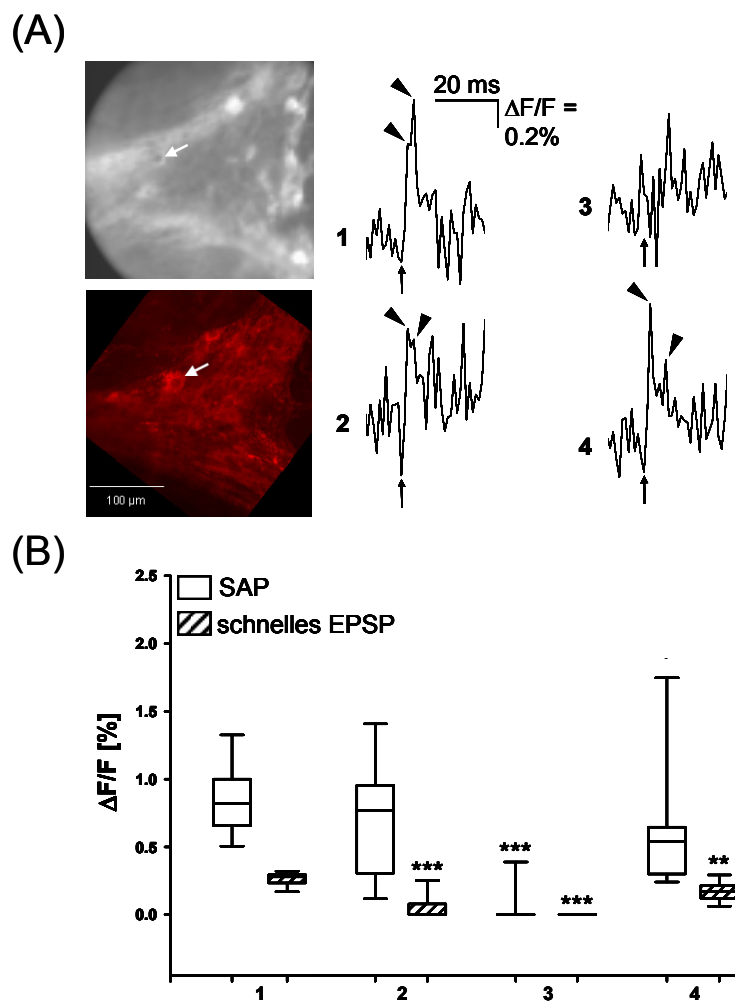 (A)
20 ms
ΔF/F =
0.2%
1
3
2
4
100 µm
(B)
2.5
2.0
1.5
1.0
0.5
0.0
ΔF/F [%]
SAP
schnelles EPSP
***
***
***
**
1
2
3
4